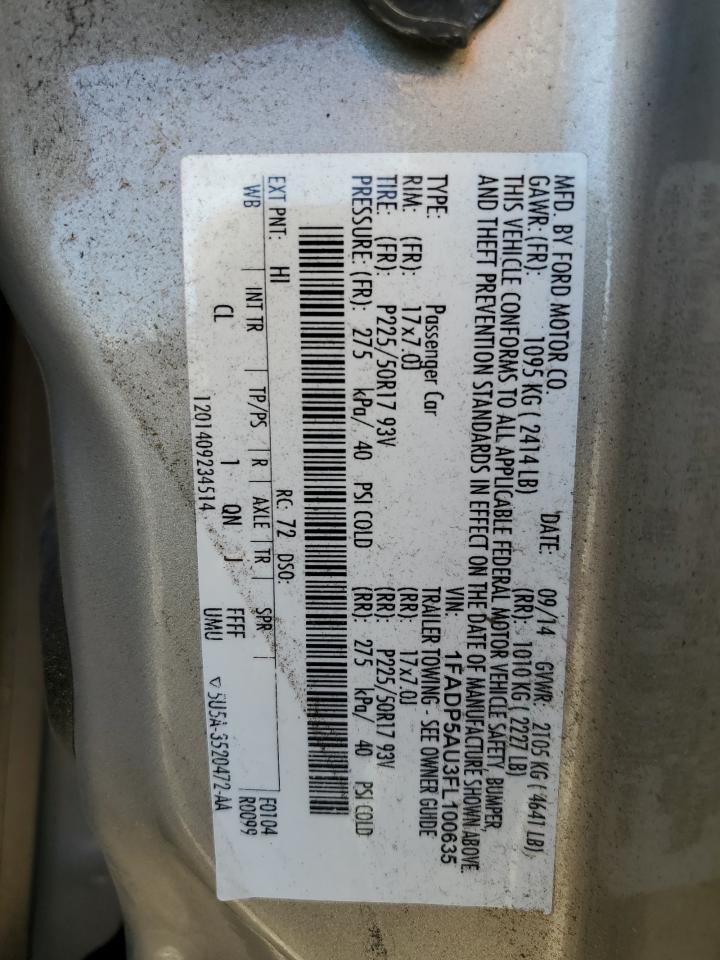 MFD. BY FORD MOTOR CO. DATE: 09/14 GVWR: 2105 KG ( 4641 LB)
GAWR: (FR): 1095 KG ( 2414 LB) (RR): 1010 KG ( 2227 LB)
THIS VEHICLE CONFORMS TO ALL APPLICABLE FEDERAL MOTOR VEHICLE SAFETY, BUMPER,
AND THEFT PREVENTION STANDARDS IN EFFECT ON THE DATE OF MANUFACTURE SHOWN ABOVE.
VIN: 1FADP5AU3FL100635
TYPE: Passenger Car TRAILER TOWING - SEE OWNER GUIDE
RIM: (FR): 17x7.0J (RR): 17x7.0J
TIRE: (FR): P225/50R17 93V (RR): P225/50R17 93V
PRESSURE: (FR): 275 kPa/ 40 PSI COLD (RR): 275 kPa/ 40 PSI COLD
EXT PNT: HI RC: 72 DSO: F0104
WB INT TR TP/PS R AXLE TR SPR R0099
CL 1 QN J FFFF
1201409234514 UMU 5U5A-3520472-AA